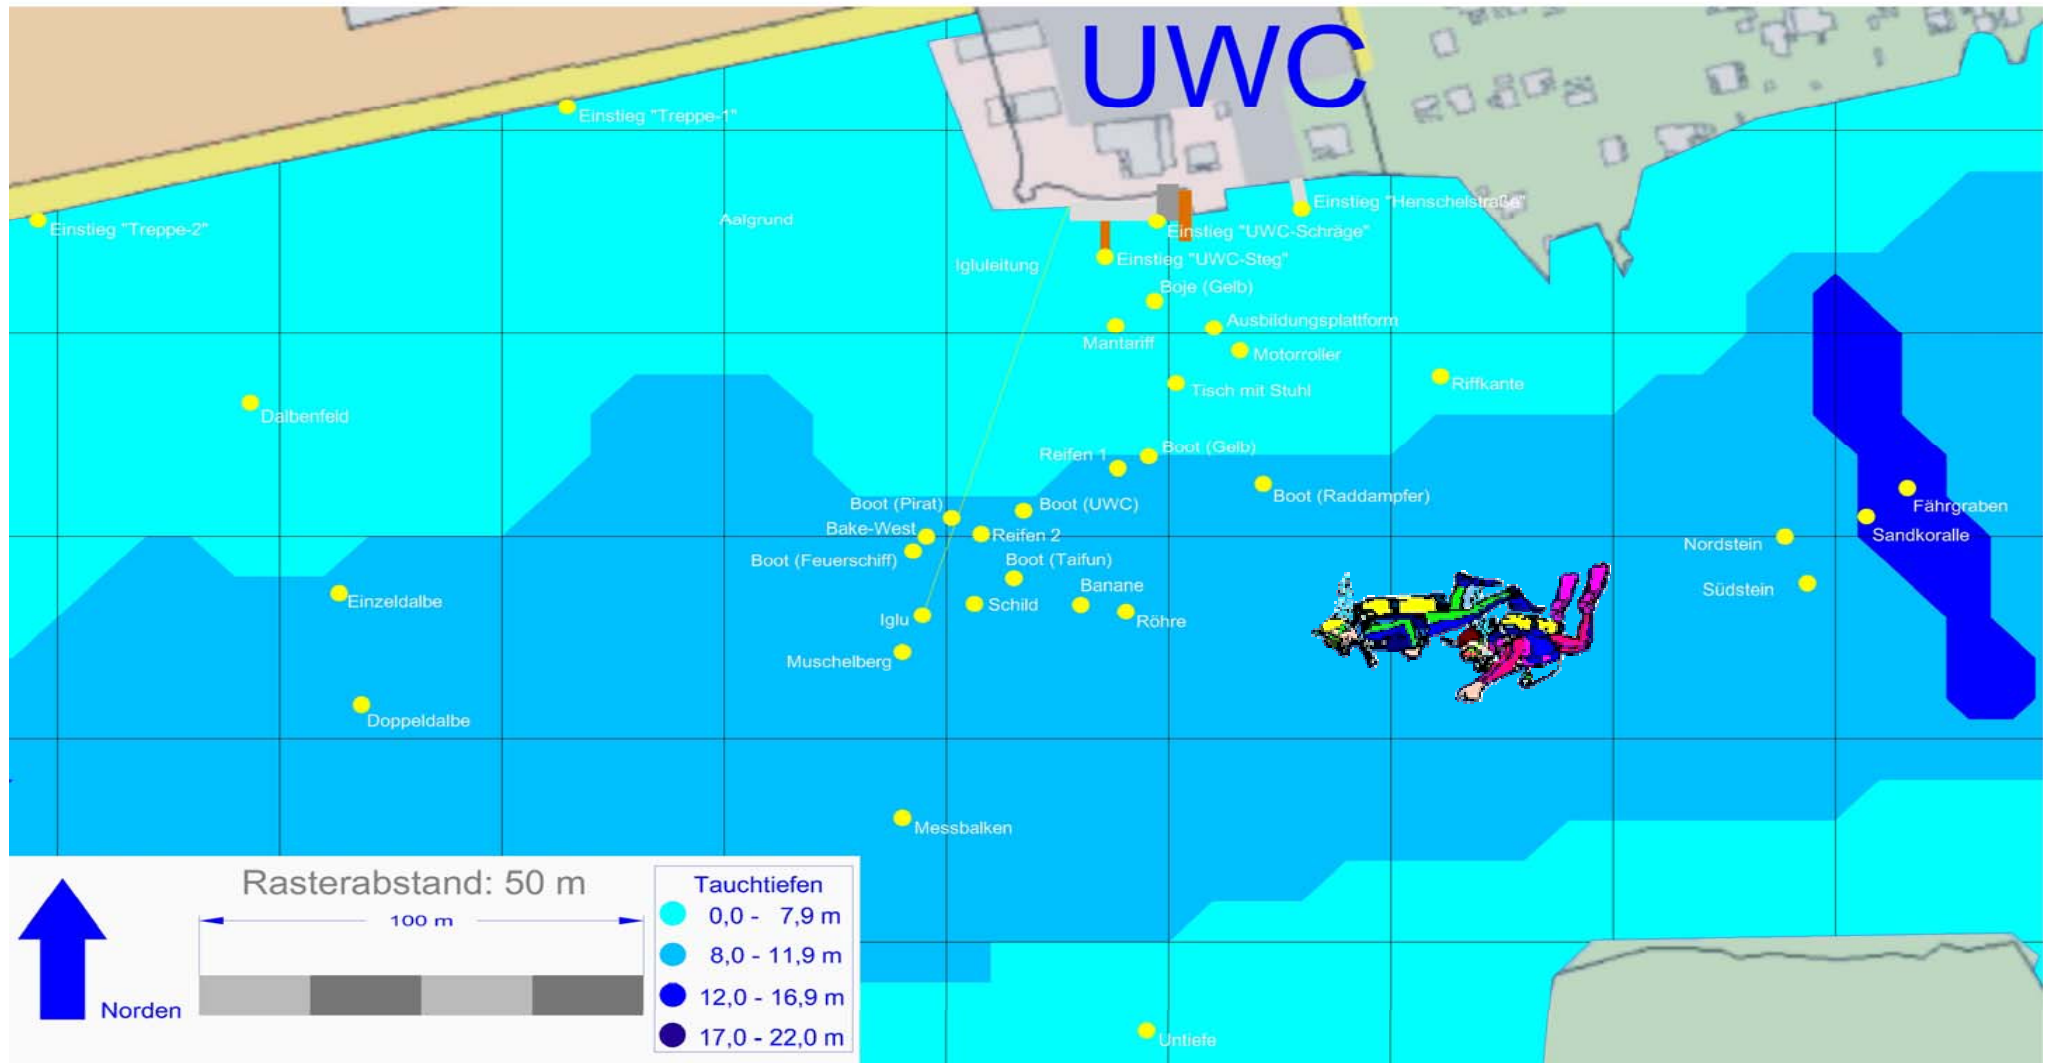 UWC
Einstieg "Treppe-1"
Einstieg "Treppe-2"
Aalgrund
Einstieg "Henschelstraße"
Einstieg "UWC-Schräge"
Einstieg "UWC-Steg"
Igluleitung
Boje (Gelb)
Ausbildungsplattform
Mantariff
Motorroller
Tisch mit Stuhl
Riffkante
Dalbenfeld
Boot (Gelb)
Reifen 1
Boot (Raddampfer)
Boot (Pirat)
Boot (UWC)
Fährgraben
Bake-West
Reifen 2
Sandkoralle
Nordstein
Boot (Feuerschiff)
Boot (Taifun)
Banane
Südstein
Einzeldalbe
Schild
Iglu
Röhre
Muschelberg
Doppeldalbe
Messbalken
Rasterabstand: 50 m
100 m
Norden
Tauchtiefen
0,0 - 7,9 m
8,0 - 11,9 m
12,0 - 16,9 m
17,0 - 22,0 m
Untiefe